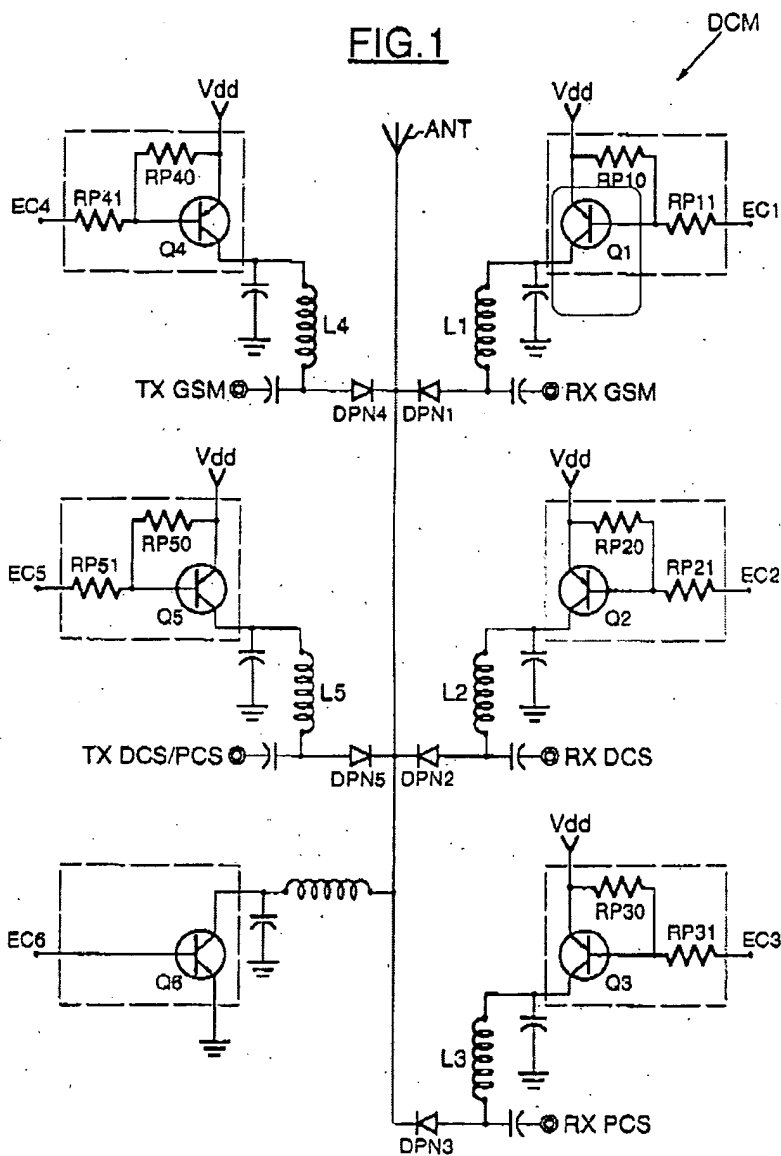 FIG.1
DCM
Vdd
ANT
Vdd
RP40
RP10
EC4
RP41
RP11
EC1
Q4
Q1
L4
L1
TX GSM
DPN4
DPN1
RX GSM
Vdd
Vdd
RP50
RP20
EC5
RP51
RP21
EC2
Q5
Q2
L5
L2
TX DCS/PCS
DPN5
DPN2
RX DCS
Vdd
RP30
EC6
RP31
EC3
Q6
Q3
L3
DPN3
RX PCS